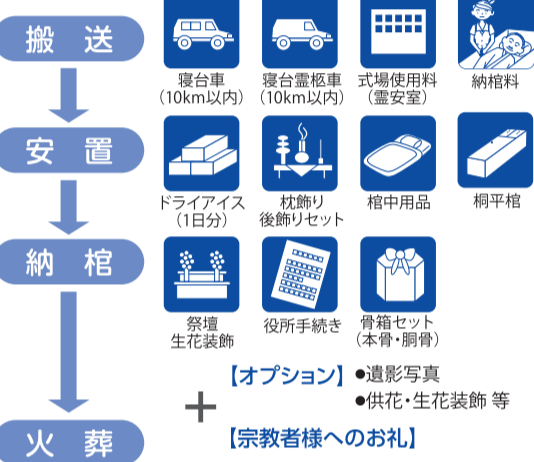 搬送
寝台車
(10km以内)
寝台霊柩車
(10km以内)
式場使用料
(霊安室)
納棺料
安置
ドライアイス
(1日分)
枕飾り
後飾りセット
棺中用品
桐平棺
納棺
祭壇
生花装飾
役所手続き
骨箱セット
(本骨・胴骨)
+
【オプション】 ●遺影写真
●供花・生花装飾 等
火葬
【宗教者様へのお礼】